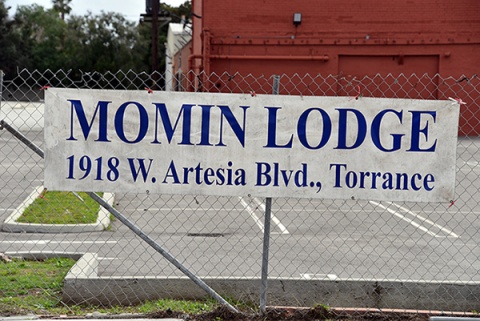 MOMIN LODGE
1918 W. Artesia Blvd., Torrance